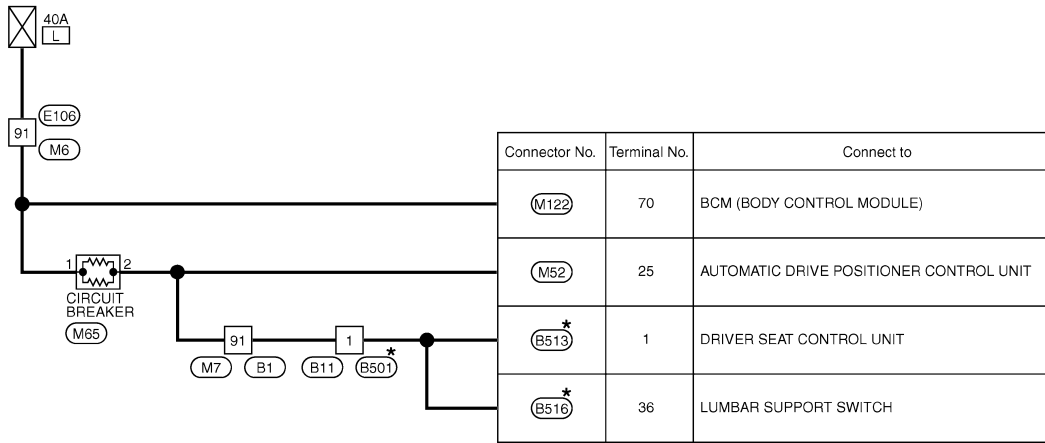 40A
L
E106
91
M6
Connector No. Terminal No. Connect to
M122 70 BCM (BODY CONTROL MODULE)
1 2
M52 25 AUTOMATIC DRIVE POSITIONER CONTROL UNIT
CIRCUIT
BREAKER
M65
91 1 B513* 1 DRIVER SEAT CONTROL UNIT
M7 B1 B11 B501*
B516* 36 LUMBAR SUPPORT SWITCH